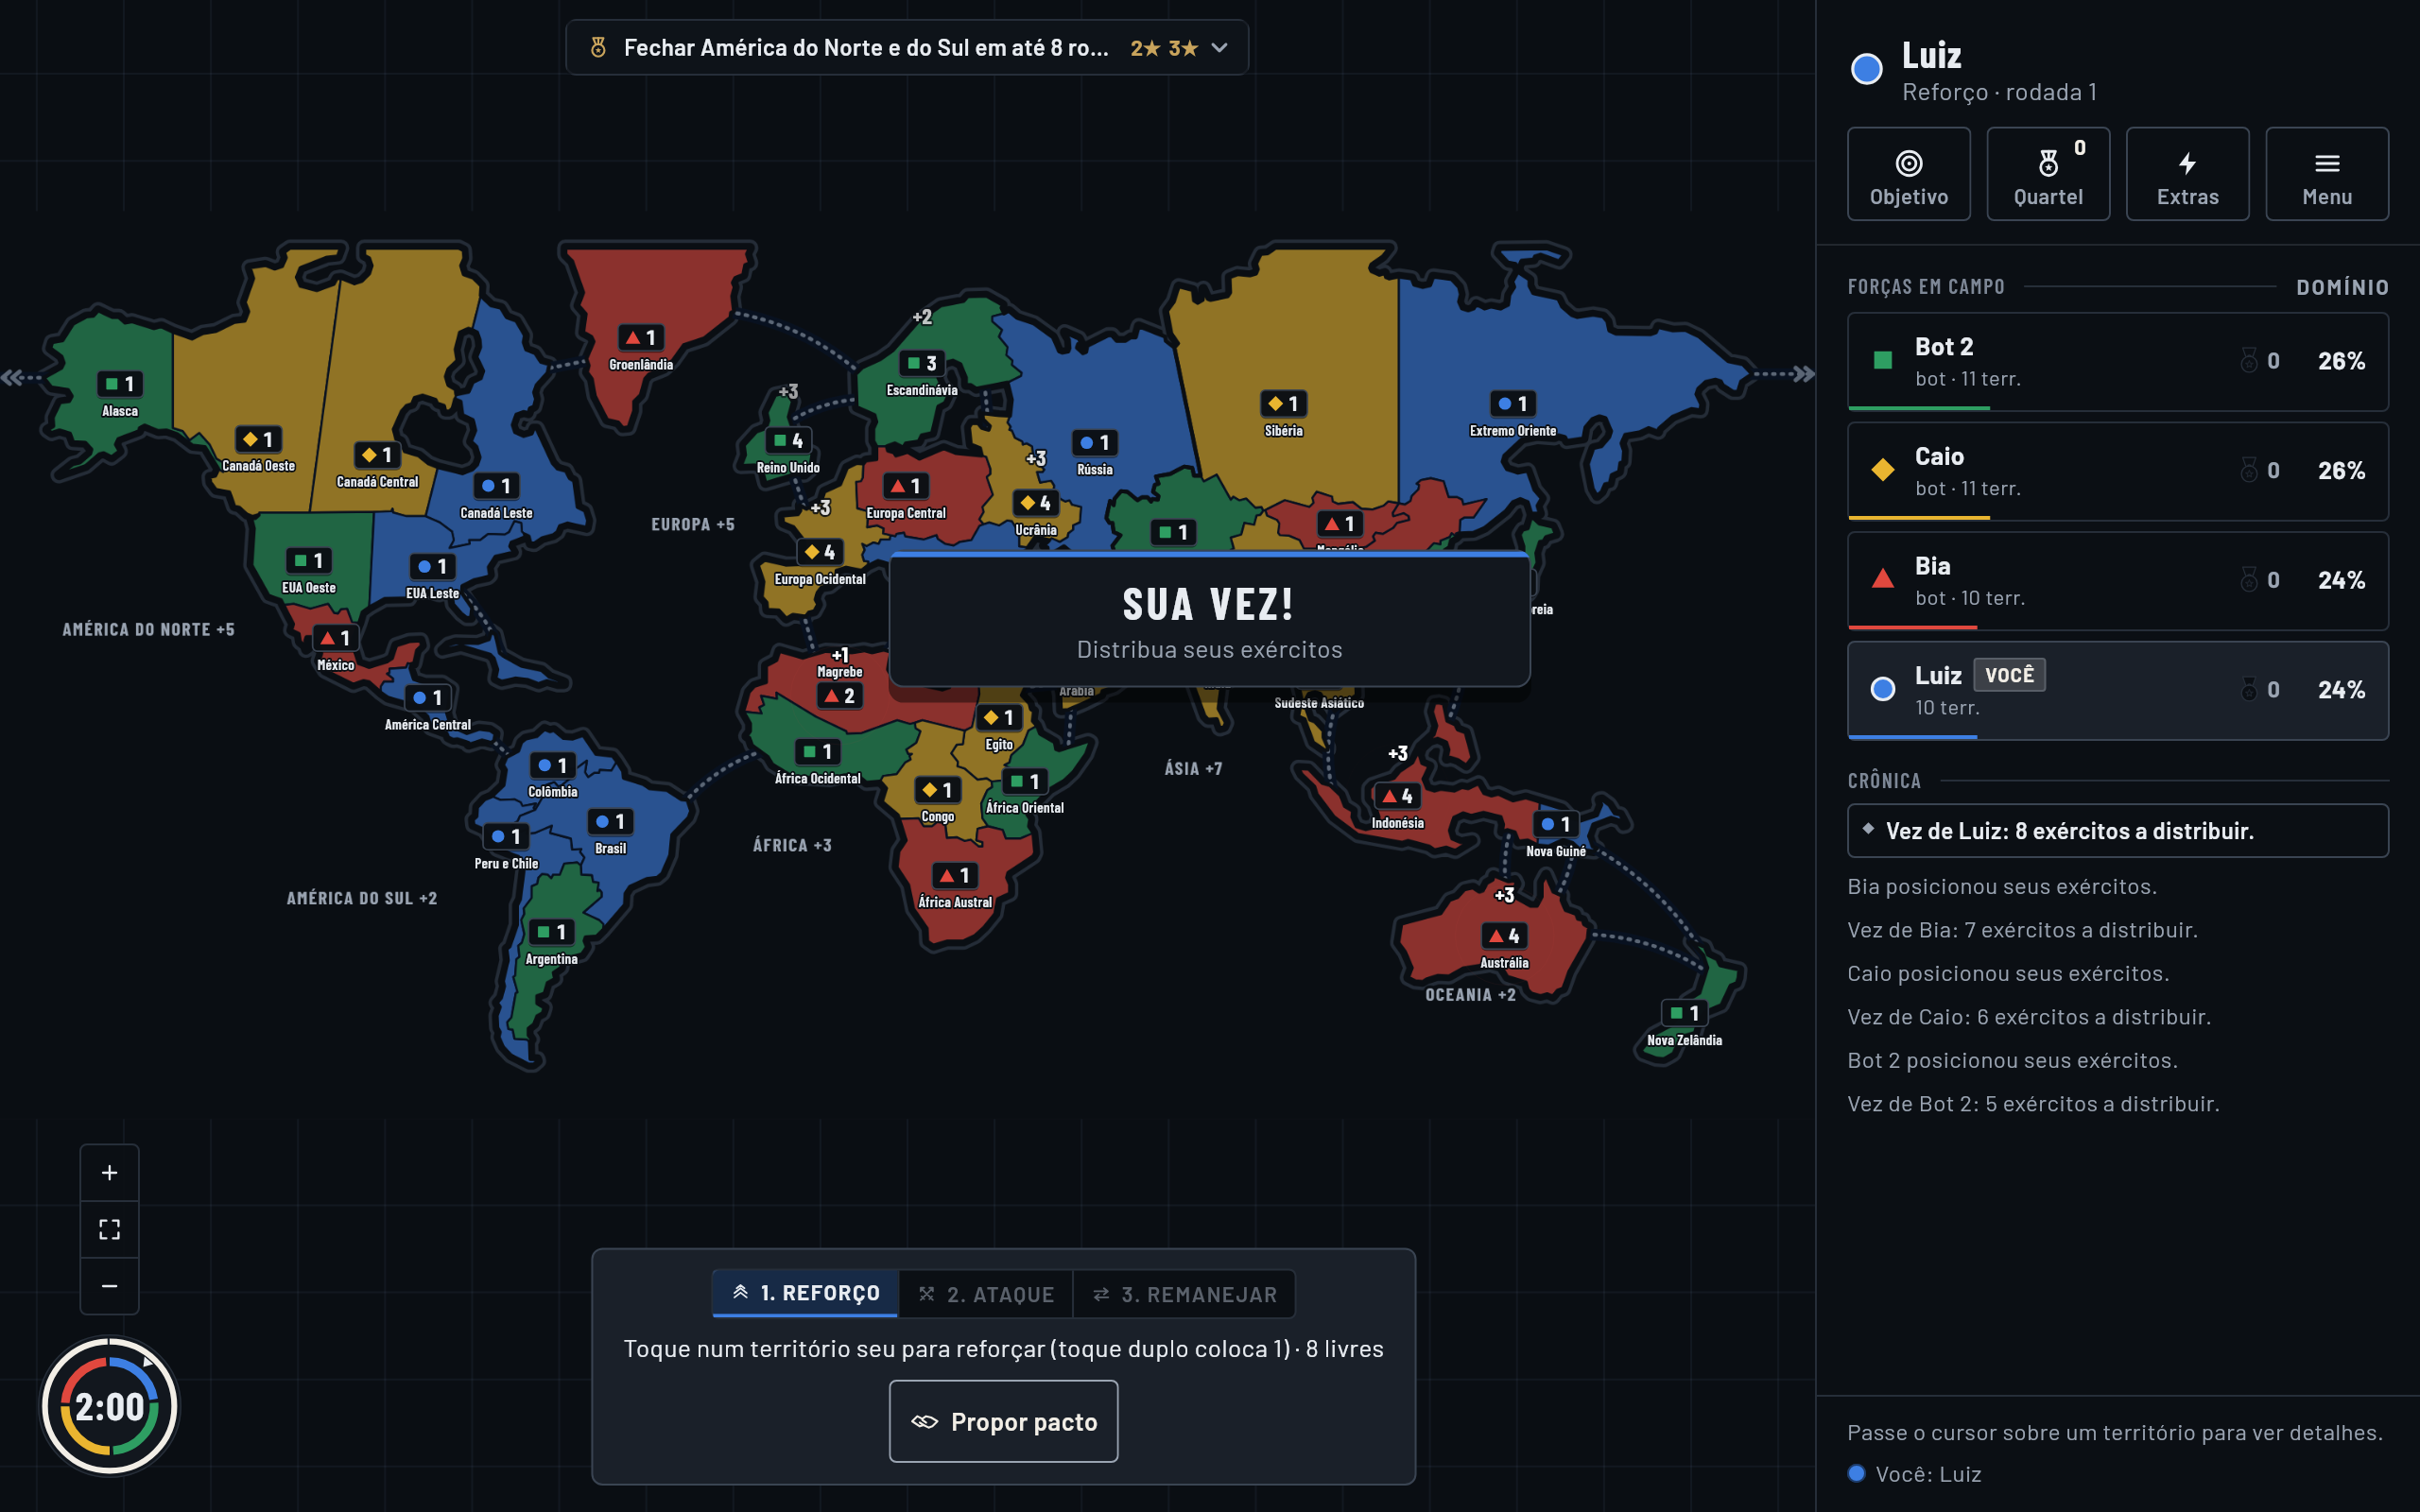 Fechar América do Norte e do Sul em até 8 ro... 2★ 3★
Luiz
Reforço · rodada 1
Objetivo
0
Quartel
Extras
Menu
FORÇAS EM CAMPO
DOMÍNIO
Bot 2
bot · 11 terr.
0
26%
Caio
bot · 11 terr.
0
26%
Bia
bot · 10 terr.
0
24%
Luiz VOCÊ
10 terr.
0
24%
CRÔNICA
Vez de Luiz: 8 exércitos a distribuir.
Bia posicionou seus exércitos.
Vez de Bia: 7 exércitos a distribuir.
Caio posicionou seus exércitos.
Vez de Caio: 6 exércitos a distribuir.
Bot 2 posicionou seus exércitos.
Vez de Bot 2: 5 exércitos a distribuir.
Passe o cursor sobre um território para ver detalhes.
Você: Luiz
1
Alasca
1
Canadá Oeste
1
Canadá Central
1
Canadá Leste
1
Groenlândia
1
EUA Oeste
1
EUA Leste
AMÉRICA DO NORTE +5
1
México
1
América Central
1
Colômbia
1
Peru e Chile
1
Brasil
AMÉRICA DO SUL +2
1
Argentina
+2
3
Escandinávia
+3
4
Reino Unido
EUROPA +5
+3
4
Europa Ocidental
1
Europa Central
+3
4
Ucrânia
1
Rússia
1
Sibéria
1
Extremo Oriente
1
1
SUA VEZ!
Distribua seus exércitos
+1
Magrebe
2
1
África Ocidental
1
Egito
1
Congo
1
África Oriental
1
África Austral
ÁFRICA +3
Arábia
Sudeste Asiático
ÁSIA +7
+3
4
Indonésia
1
Nova Guiné
+3
4
Austrália
OCEANIA +2
1
Nova Zelândia
+
−
2:00
1. REFORÇO
2. ATAQUE
3. REMANEJAR
Toque num território seu para reforçar (toque duplo coloca 1) · 8 livres
Propor pacto